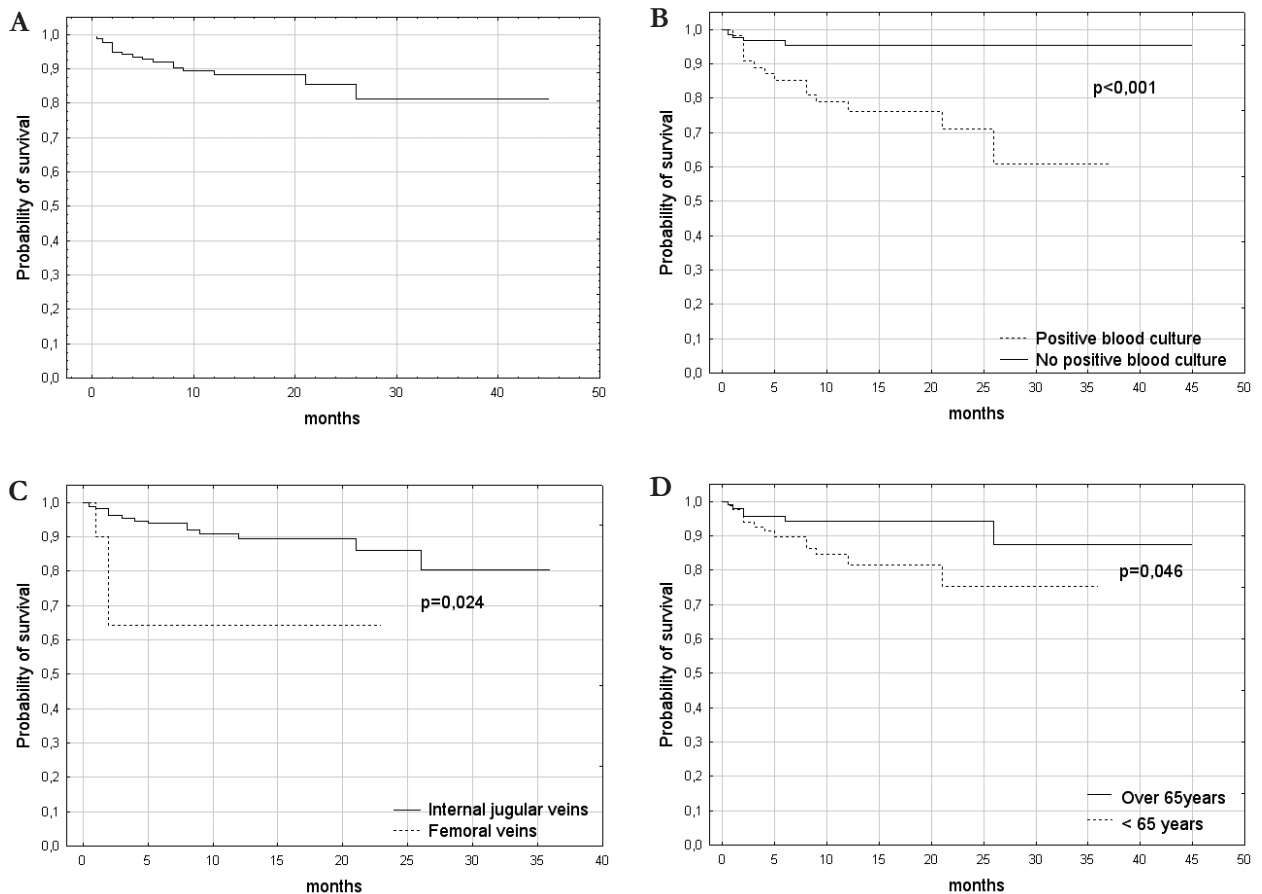 A
Probability of survival
1,0
0,9
0,8
0,7
0,6
0,5
0,4
0,3
0,2
0,1
0,0
0 10 20 30 40 50
months
B
Probability of survival
1,0
0,9
0,8
0,7
0,6
0,5
0,4
0,3
0,2
0,1
0,0
p<0,001
Positive blood culture
No positive blood culture
0 5 10 15 20 25 30 35 40 45 50
months
C
Probability of survival
1,0
0,9
0,8
0,7
0,6
0,5
0,4
0,3
0,2
0,1
0,0
p=0,024
Internal jugular veins
Femoral veins
0 5 10 15 20 25 30 35 40
months
D
Probability of survival
1,0
0,9
0,8
0,7
0,6
0,5
0,4
0,3
0,2
0,1
0,0
p=0,046
Over 65years
< 65 years
0 5 10 15 20 25 30 35 40 45 50
months